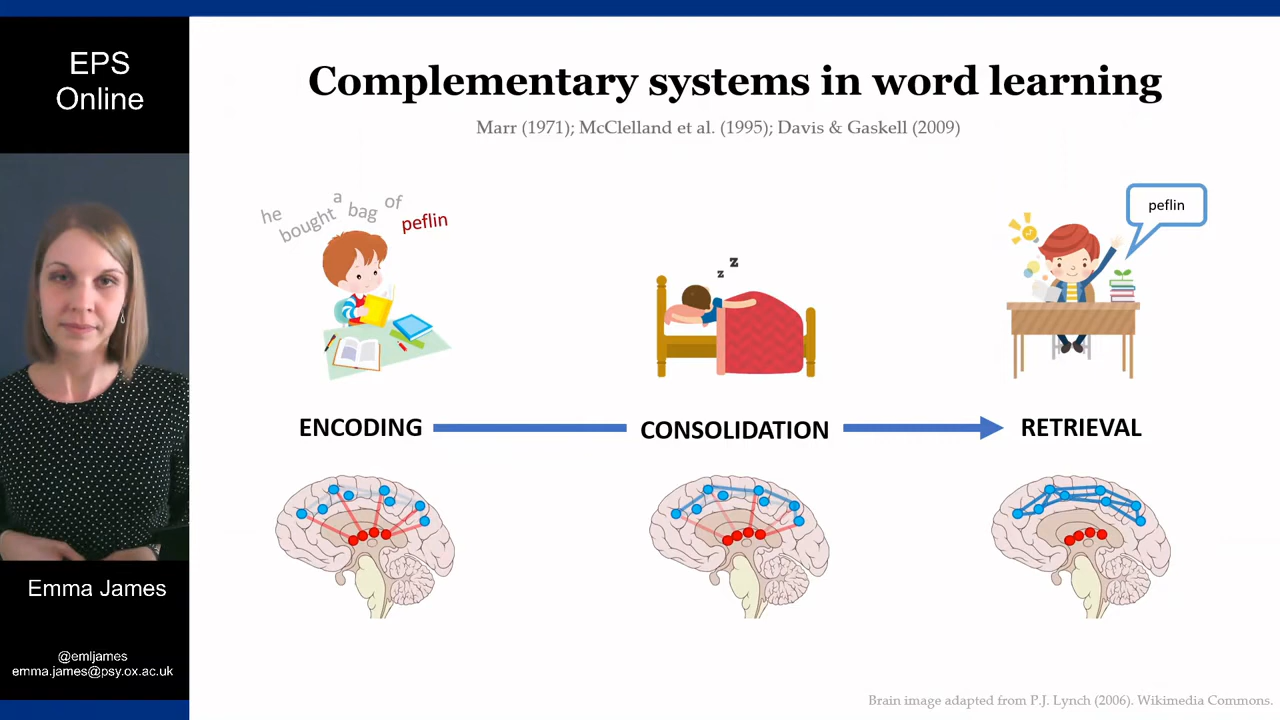 EPS
Online
Complementary systems in word learning
Marr (1971); McClelland et al. (1995); Davis & Gaskell (2009)
he bought a bag of peflin
z
z
peflin
ENCODING
CONSOLIDATION
RETRIEVAL
Emma James
@emljames
emma.james@psy.ox.ac.uk
Brain image adapted from P.J. Lynch (2006). Wikimedia Commons.